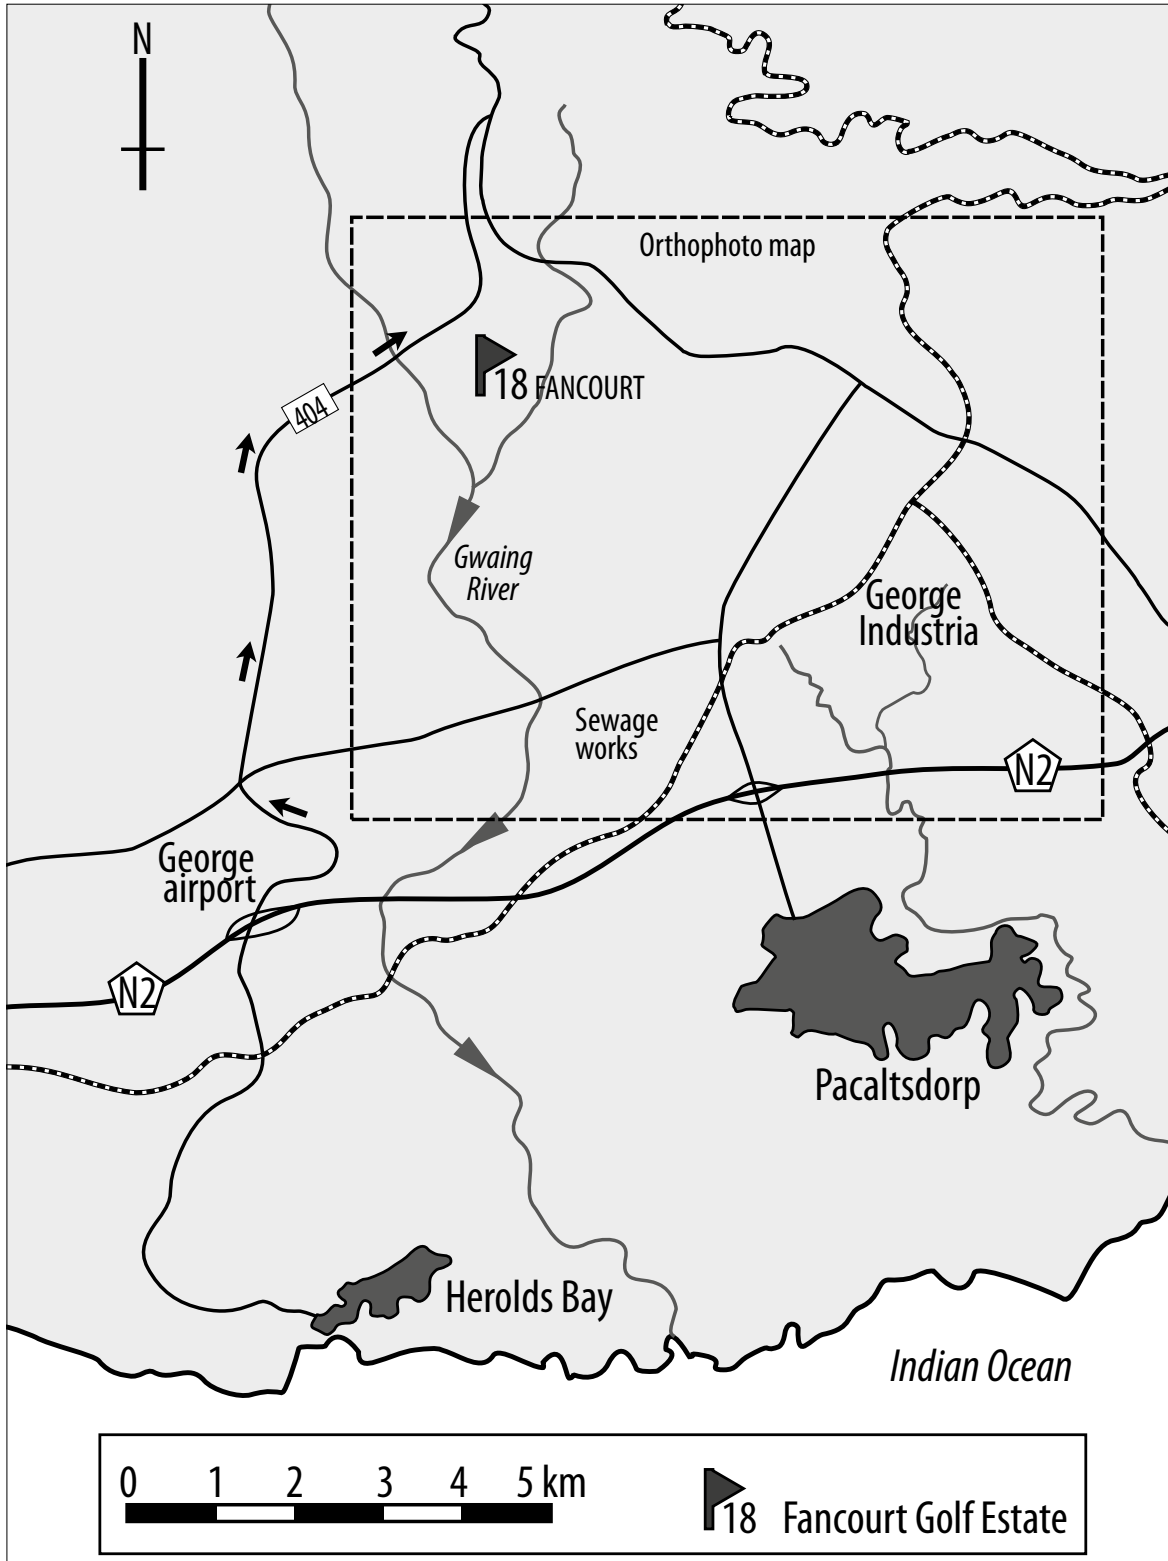 N
Orthophoto map
18 FANCOURT
404
Gwaing
River
George
Industria
Sewage
works
N2
George
airport
N2
Pacaltsdorp
Herolds Bay
Indian Ocean
0 1 2 3 4 5 km
18 Fancourt Golf Estate